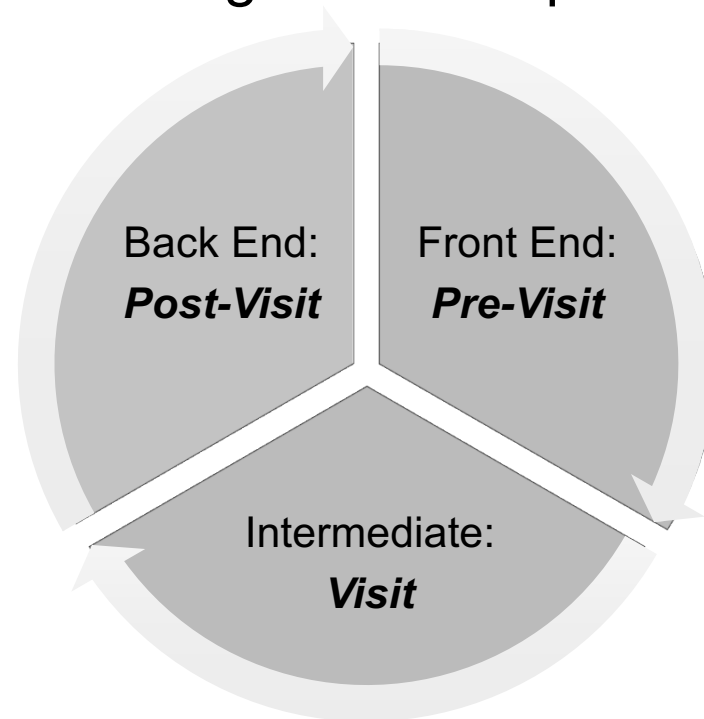 Back End:
Post-Visit
Front End:
Pre-Visit
Intermediate:
Visit